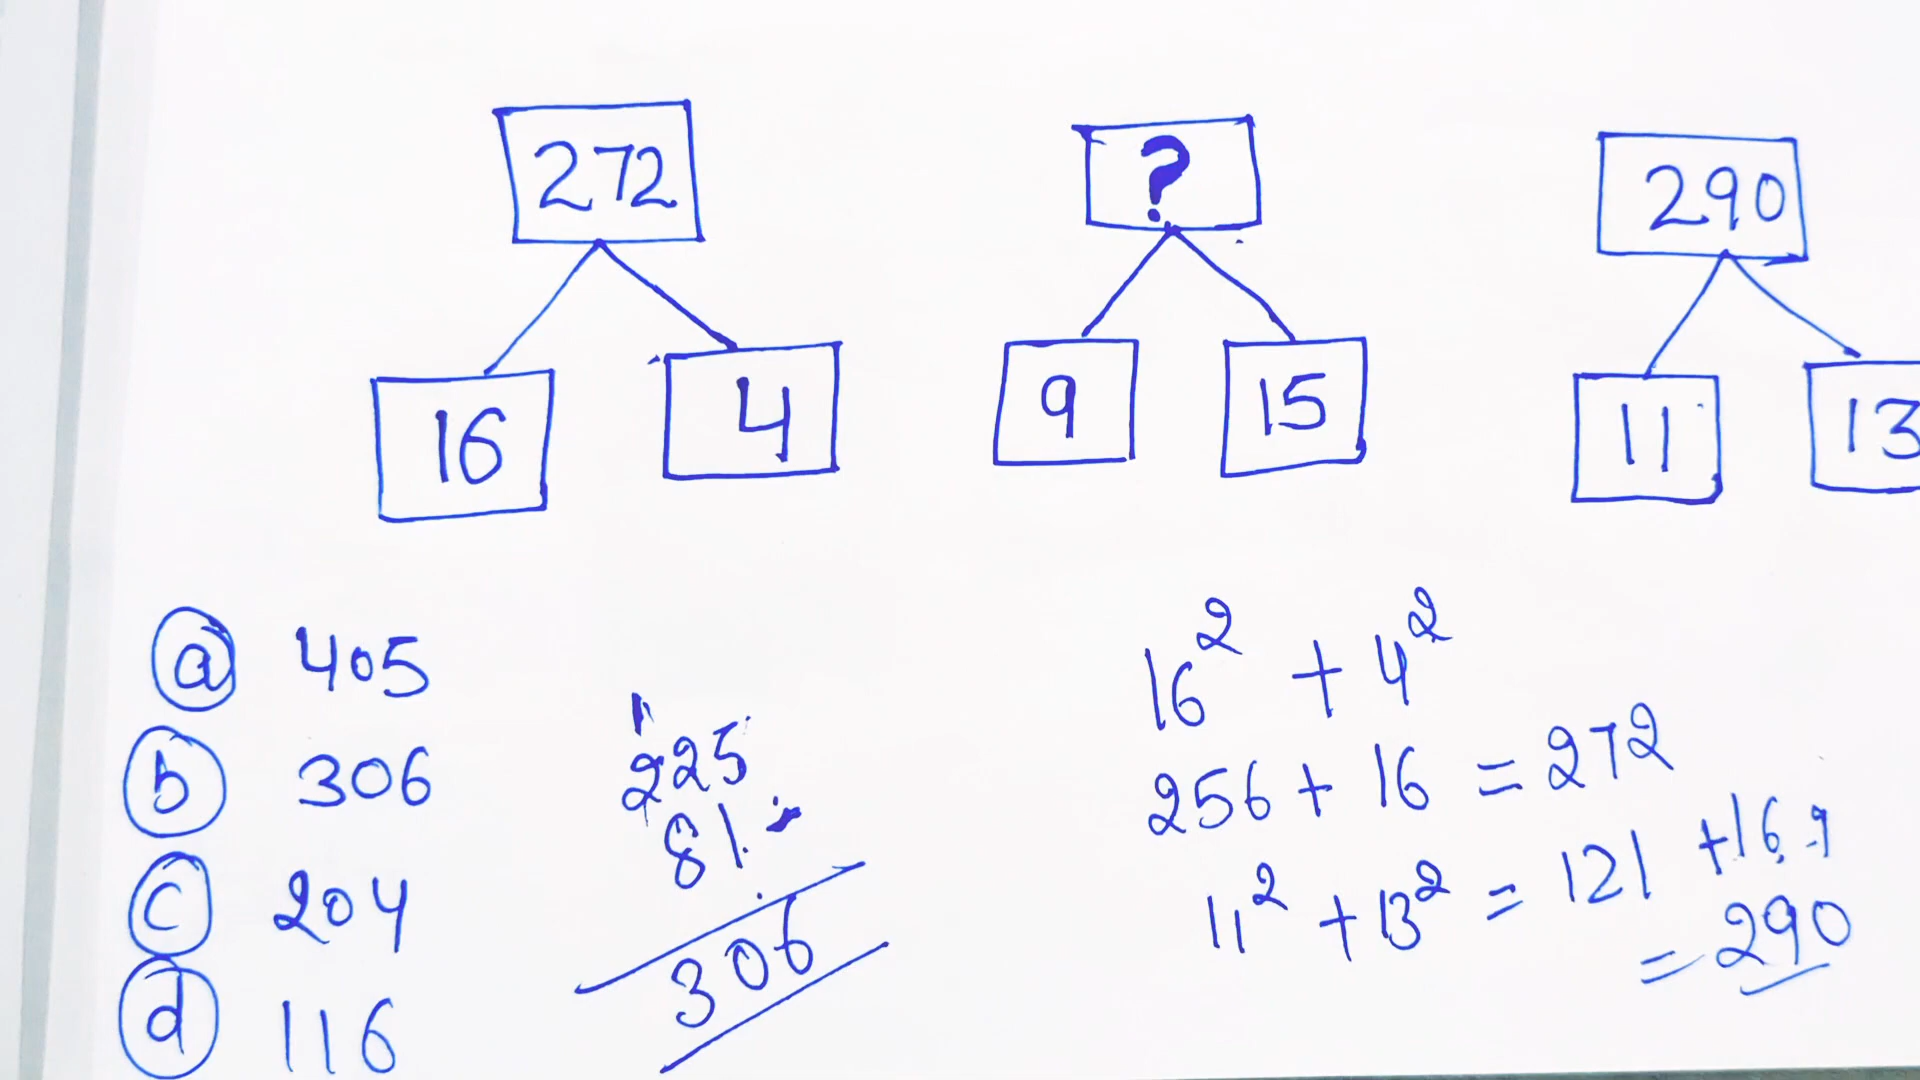 272 ? 290
16 4 9 15 11 13
a 405
b 306
c 204
d 116
1
225
81
306
16² + 4²
256 + 16 = 272
11² + 13² = 121 + 169
= 290